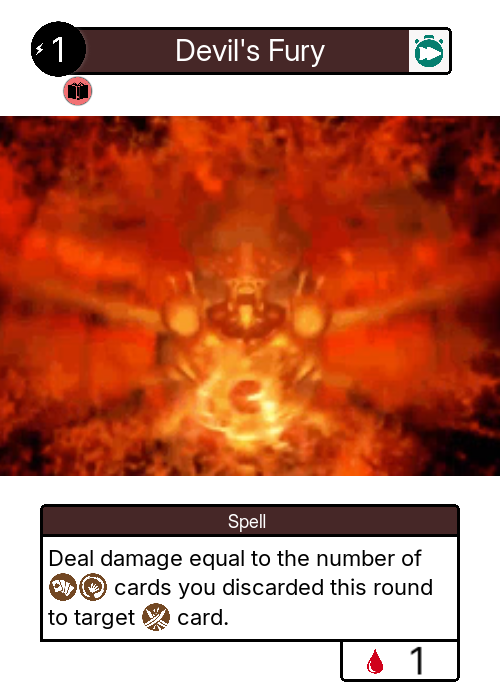 1
Devil's Fury
Spell
Deal damage equal to the number of
cards you discarded this round
to target card.
1